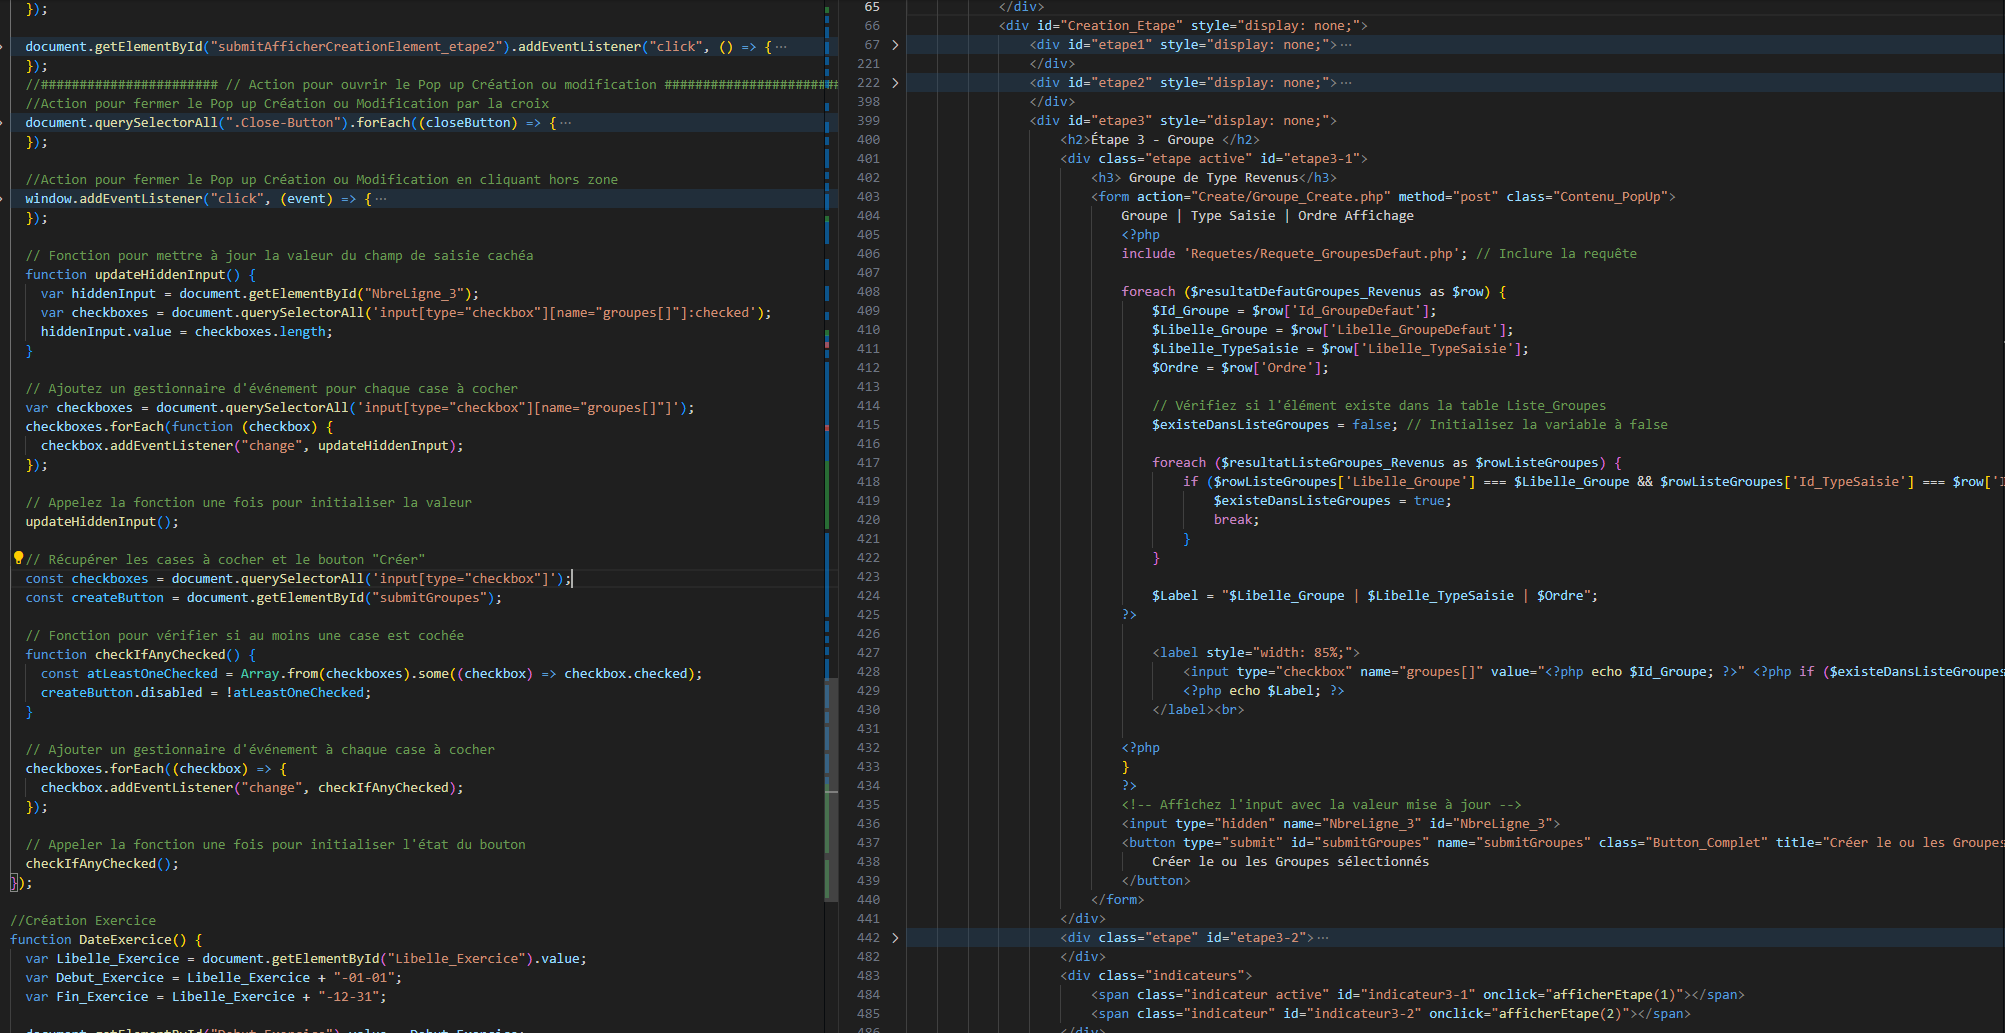 });
document.getElementById("submitAfficherCreationElement_etape2").addEventListener("click", () => {…
});
//####################### // Action pour ouvrir le Pop up Création ou modification #######################
//Action pour fermer le Pop up Création ou Modification par la croix
document.querySelectorAll(".Close-Button").forEach((closeButton) => {…
});
//Action pour fermer le Pop up Création ou Modification en cliquant hors zone
window.addEventListener("click", (event) => {…
});
// Fonction pour mettre à jour la valeur du champ de saisie cachéa
function updateHiddenInput() {
var hiddenInput = document.getElementById("NbreLigne_3");
var checkboxes = document.querySelectorAll('input[type="checkbox"][name="groupes[]"]:checked');
hiddenInput.value = checkboxes.length;
}
// Ajoutez un gestionnaire d'événement pour chaque case à cocher
var checkboxes = document.querySelectorAll('input[type="checkbox"][name="groupes[]"]');
checkboxes.forEach(function (checkbox) {
checkbox.addEventListener("change", updateHiddenInput);
});
// Appelez la fonction une fois pour initialiser la valeur
updateHiddenInput();
// Récupérer les cases à cocher et le bouton "Créer"
const checkboxes = document.querySelectorAll('input[type="checkbox"]');
const createButton = document.getElementById("submitGroupes");
// Fonction pour vérifier si au moins une case est cochée
function checkIfAnyChecked() {
const atLeastOneChecked = Array.from(checkboxes).some((checkbox) => checkbox.checked);
createButton.disabled = !atLeastOneChecked;
}
// Ajouter un gestionnaire d'événement à chaque case à cocher
checkboxes.forEach((checkbox) => {
checkbox.addEventListener("change", checkIfAnyChecked);
});
// Appeler la fonction une fois pour initialiser l'état du bouton
checkIfAnyChecked();
});
//Création Exercice
function DateExercice() {
var Libelle_Exercice = document.getElementById("Libelle_Exercice").value;
var Debut_Exercice = Libelle_Exercice + "-01-01";
var Fin_Exercice = Libelle_Exercice + "-12-31";
65 </div>
66 <div id="Creation_Etape" style="display: none;">
67 <div id="etape1" style="display: none;">…
221 </div>
222 <div id="etape2" style="display: none;">…
398 </div>
399 <div id="etape3" style="display: none;">
400 <h2>Étape 3 - Groupe </h2>
401 <div class="etape active" id="etape3-1">
402 <h3> Groupe de Type Revenus</h3>
403 <form action="Create/Groupe_Create.php" method="post" class="Contenu_PopUp">
404 Groupe | Type Saisie | Ordre Affichage
405 <?php
406 include 'Requetes/Requete_GroupesDefaut.php'; // Inclure la requête
407
408 foreach ($resultatDefautGroupes_Revenus as $row) {
409 $Id_Groupe = $row['Id_GroupeDefaut'];
410 $Libelle_Groupe = $row['Libelle_GroupeDefaut'];
411 $Libelle_TypeSaisie = $row['Libelle_TypeSaisie'];
412 $Ordre = $row['Ordre'];
413
414 // Vérifiez si l'élément existe dans la table Liste_Groupes
415 $existeDansListeGroupes = false; // Initialisez la variable à false
416
417 foreach ($resultatListeGroupes_Revenus as $rowListeGroupes) {
418 if ($rowListeGroupes['Libelle_Groupe'] === $Libelle_Groupe && $rowListeGroupes['Id_TypeSaisie'] === $row['I
419 $existeDansListeGroupes = true;
420 break;
421 }
422 }
423
424 $Label = "$Libelle_Groupe | $Libelle_TypeSaisie | $Ordre";
425 ?>
426
427 <label style="width: 85%;">
428 <input type="checkbox" name="groupes[]" value="<?php echo $Id_Groupe; ?>" <?php if ($existeDansListeGroupes
429 <?php echo $Label; ?>
430 </label><br>
431
432 <?php
433 }
434 ?>
435 <!-- Affichez l'input avec la valeur mise à jour -->
436 <input type="hidden" name="NbreLigne_3" id="NbreLigne_3">
437 <button type="submit" id="submitGroupes" name="submitGroupes" class="Button_Complet" title="Créer le ou les Groupes
438 Créer le ou les Groupes sélectionnés
439 </button>
440 </form>
441 </div>
442 <div class="etape" id="etape3-2">…
482 </div>
483 <div class="indicateurs">
484 <span class="indicateur active" id="indicateur3-1" onclick="afficherEtape(1)"></span>
485 <span class="indicateur" id="indicateur3-2" onclick="afficherEtape(2)"></span>